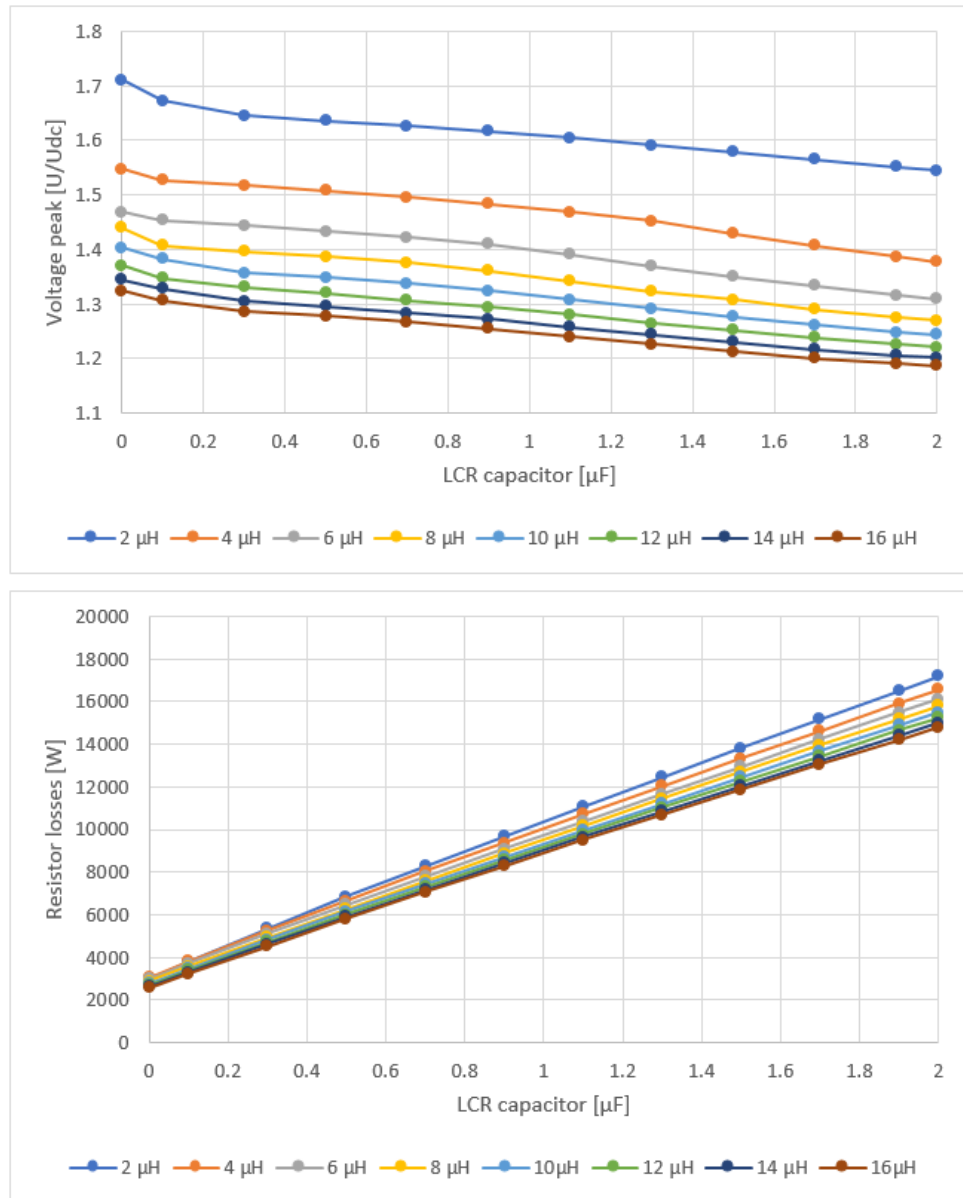 1.8
1.7
1.6
1.5
1.4
1.3
1.2
1.1
Voltage peak [U/Udc]
0 0.2 0.4 0.6 0.8 1 1.2 1.4 1.6 1.8 2
LCR capacitor [µF]
2 µH 4 µH 6 µH 8 µH 10 µH 12 µH 14 µH 16 µH
20000
18000
16000
14000
12000
10000
8000
6000
4000
2000
0
Resistor losses [W]
0 0.2 0.4 0.6 0.8 1 1.2 1.4 1.6 1.8 2
LCR capacitor [µF]
2 µH 4 µH 6 µH 8 µH 10µH 12 µH 14 µH 16µH